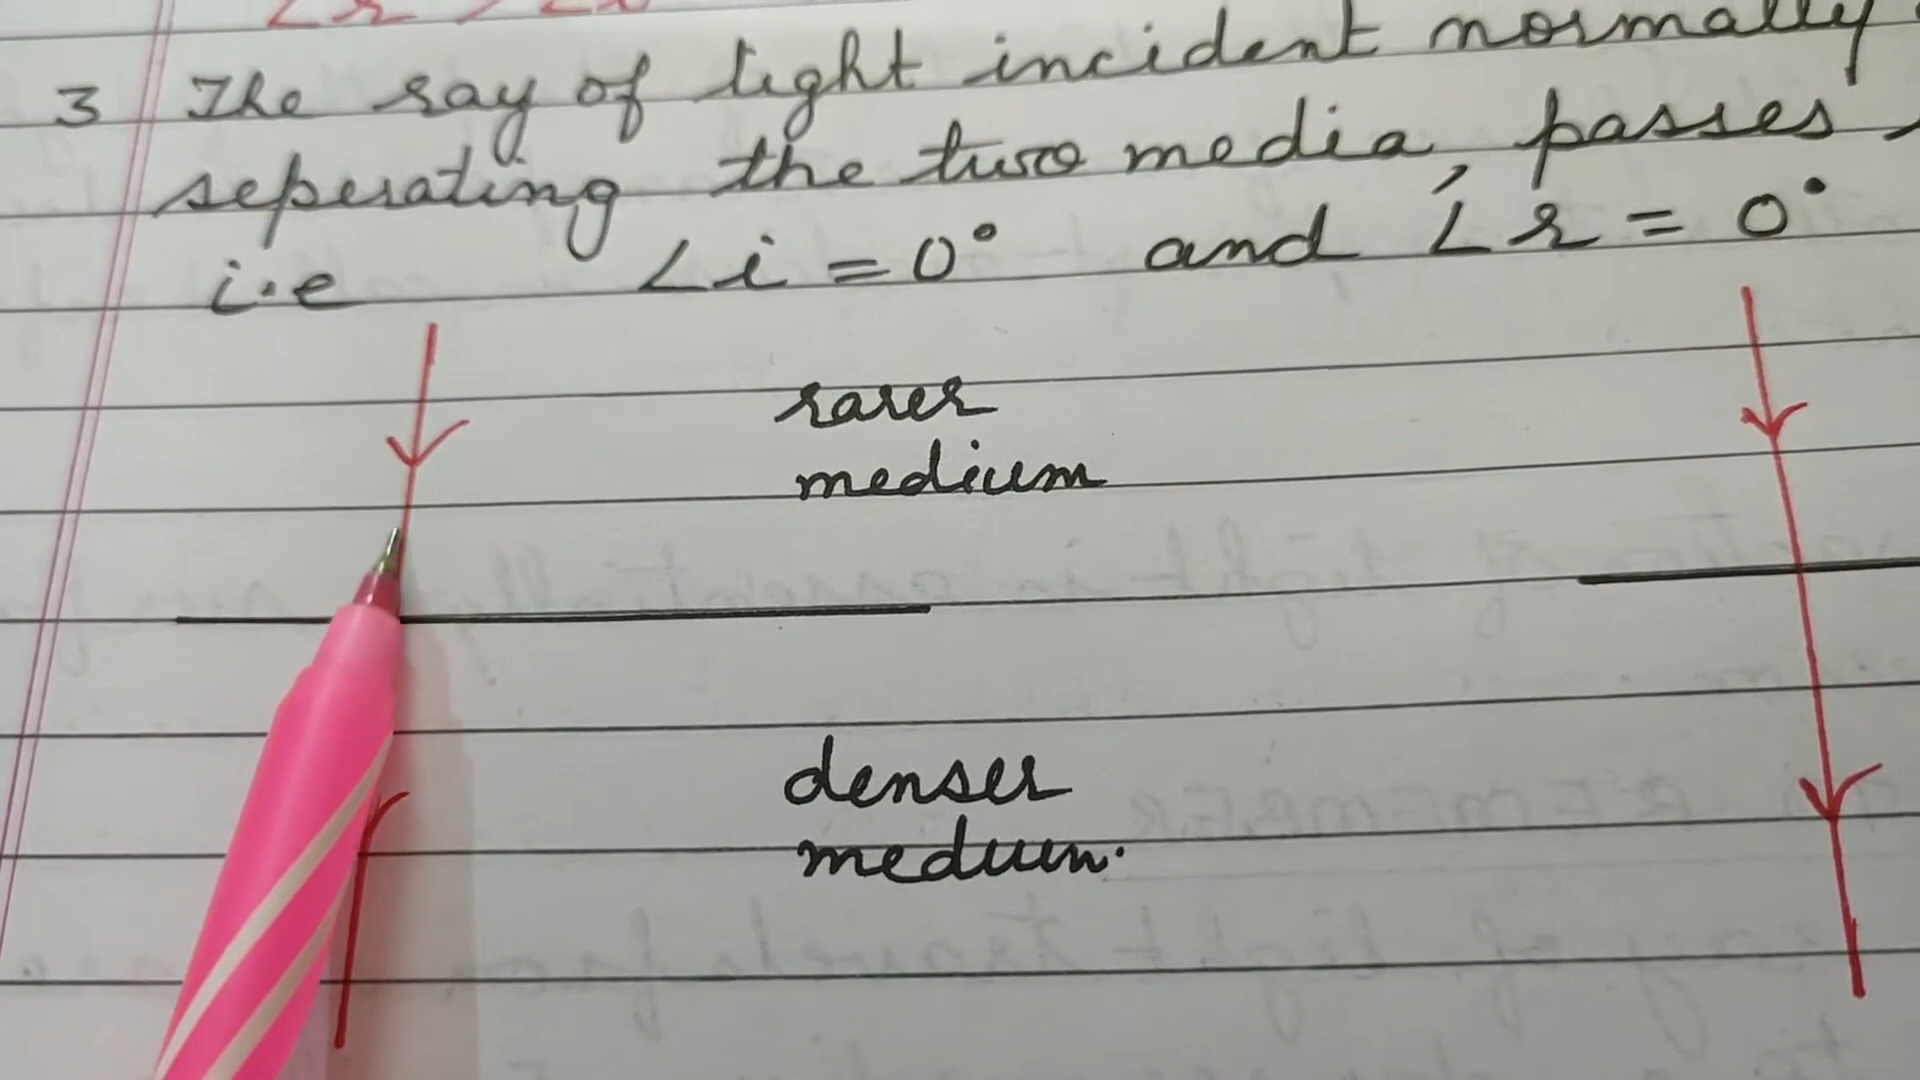 3 The ray of light incident normally
seperating the two media, passes
i.e ∠i = 0° and ∠r = 0°
rarer
medium
denser
medium.